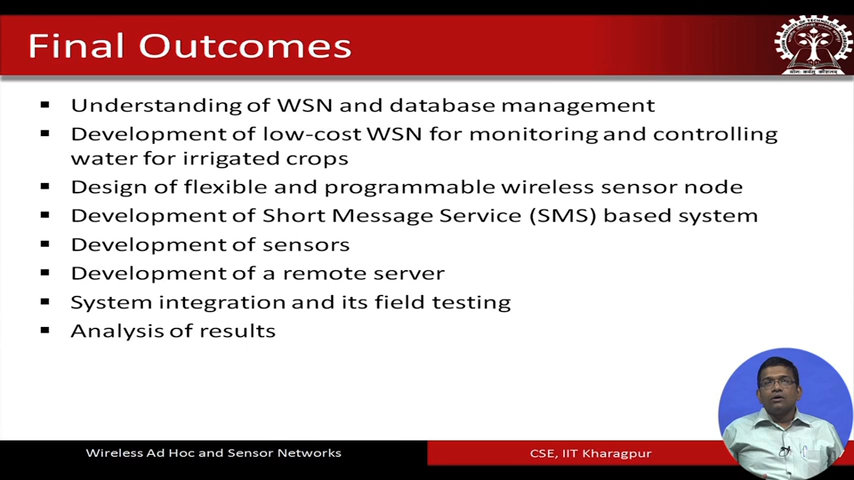 Final Outcomes
▪ Understanding of WSN and database management
▪ Development of low-cost WSN for monitoring and controlling
water for irrigated crops
▪ Design of flexible and programmable wireless sensor node
▪ Development of Short Message Service (SMS) based system
▪ Development of sensors
▪ Development of a remote server
▪ System integration and its field testing
▪ Analysis of results
Wireless Ad Hoc and Sensor Networks
CSE, IIT Kharagpur